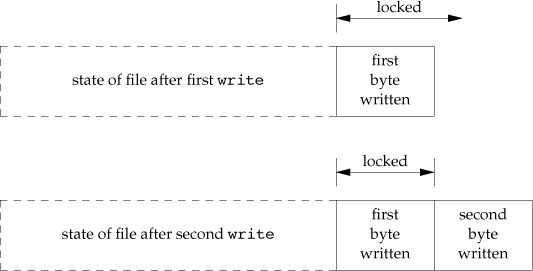 locked
state of file after first write
first
byte
written
locked
state of file after second write
first
byte
written
second
byte
written